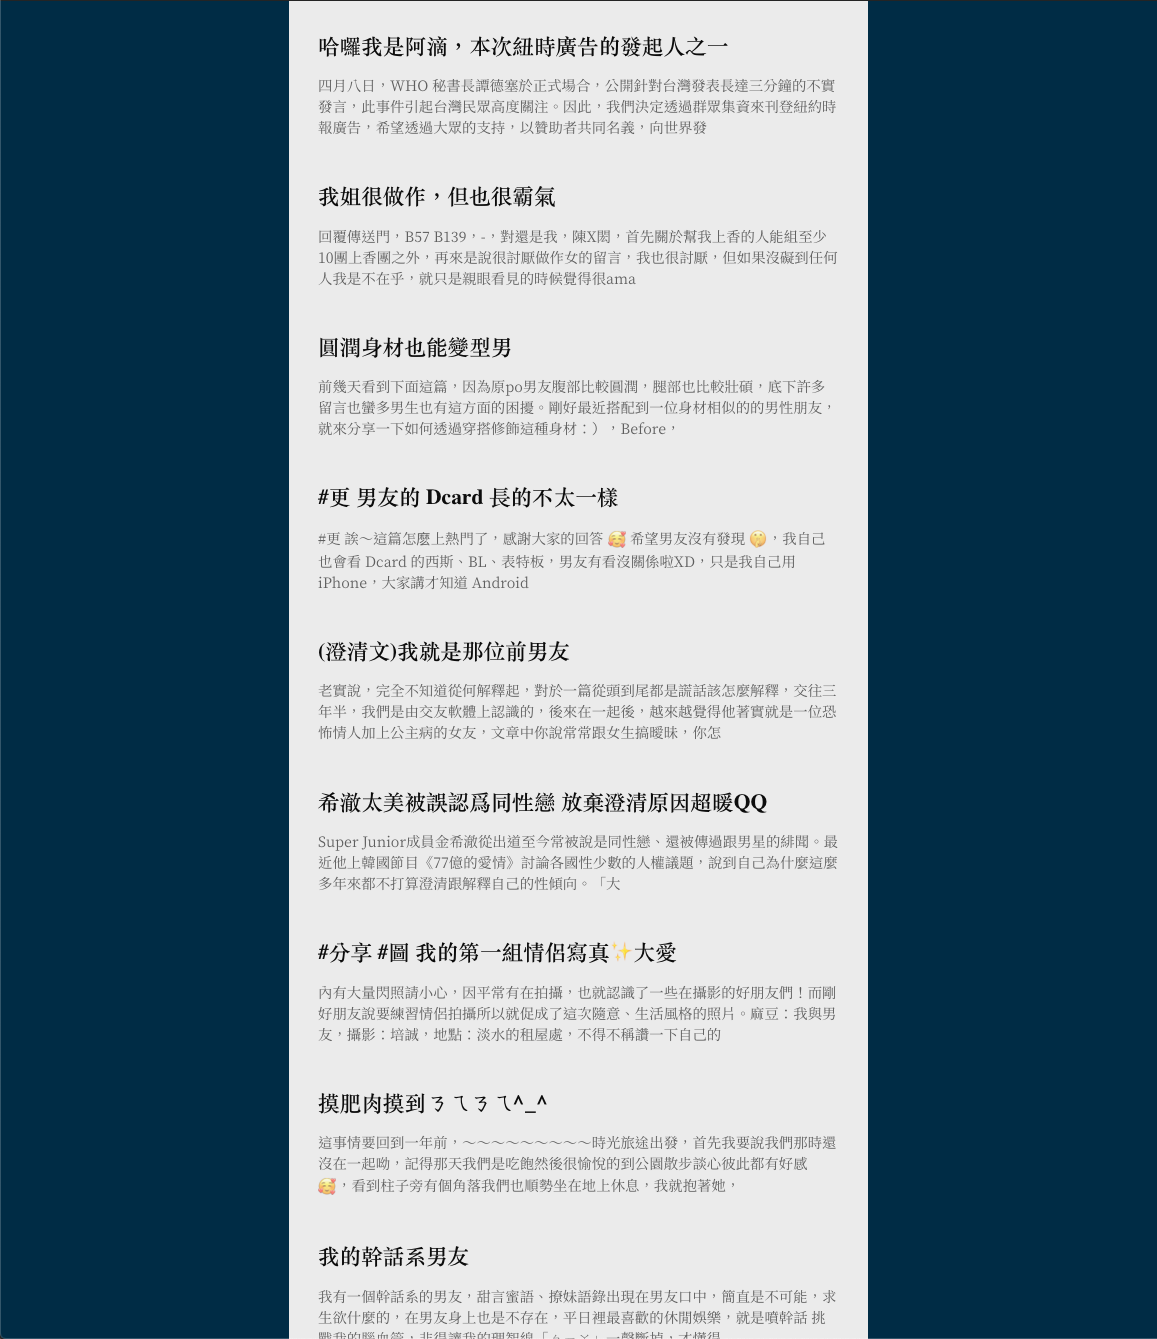 哈囉我是阿滴，本次紐時廣告的發起人之一
四月八日，WHO 秘書長譚德塞於正式場合，公開針對台灣發表長達三分鐘的不實
發言，此事件引起台灣民眾高度關注。因此，我們決定透過群眾集資來刊登紐約時
報廣告，希望透過大眾的支持，以贊助者共同名義，向世界發
我姐很做作，但也很霸氣
回覆傳送門，B57 B139，-，對還是我，陳X閎，首先關於幫我上香的人能組至少
10團上香團之外，再來是說很討厭做作女的留言，我也很討厭，但如果沒礙到任何
人我是不在乎，就只是親眼看見的時候覺得很ama
圓潤身材也能變型男
前幾天看到下面這篇，因為原po男友腹部比較圓潤，腿部也比較壯碩，底下許多
留言也蠻多男生也有這方面的困擾。剛好最近搭配到一位身材相似的的男性朋友，
就來分享一下如何透過穿搭修飾這種身材：），Before，
#更 男友的 Dcard 長的不太一樣
#更 誒～這篇怎麼上熱門了，感謝大家的回答 🥰 希望男友沒有發現 🤫，我自己
也會看 Dcard 的西斯、BL、表特板，男友有看沒關係啦XD，只是我自己用
iPhone，大家講才知道 Android
(澄清文)我就是那位前男友
老實說，完全不知道從何解釋起，對於一篇從頭到尾都是謊話該怎麼解釋，交往三
年半，我們是由交友軟體上認識的，後來在一起後，越來越覺得他著實就是一位恐
怖情人加上公主病的女友，文章中你說常常跟女生搞曖昧，你怎
希澈太美被誤認爲同性戀 放棄澄清原因超暖QQ
Super Junior成員金希澈從出道至今常被說是同性戀、還被傳過跟男星的緋聞。最
近他上韓國節目《77億的愛情》討論各國性少數的人權議題，說到自己為什麼這麼
多年來都不打算澄清跟解釋自己的性傾向。「大
#分享 #圖 我的第一組情侶寫真✨大愛
內有大量閃照請小心，因平常有在拍攝，也就認識了一些在攝影的好朋友們！而剛
好朋友說要練習情侶拍攝所以就促成了這次隨意、生活風格的照片。麻豆：我與男
友，攝影：培誠，地點：淡水的租屋處，不得不稱讚一下自己的
摸肥肉摸到ㄋㄟㄋㄟ^_^
這事情要回到一年前，～～～～～～～～～時光旅途出發，首先我要說我們那時還
沒在一起呦，記得那天我們是吃飽然後很愉悅的到公園散步談心彼此都有好感
🥰，看到柱子旁有個角落我們也順勢坐在地上休息，我就抱著她，
我的幹話系男友
我有一個幹話系的男友，甜言蜜語、撩妹語錄出現在男友口中，簡直是不可能，求
生欲什麼的，在男友身上也是不存在，平日裡最喜歡的休閒娛樂，就是噴幹話 挑